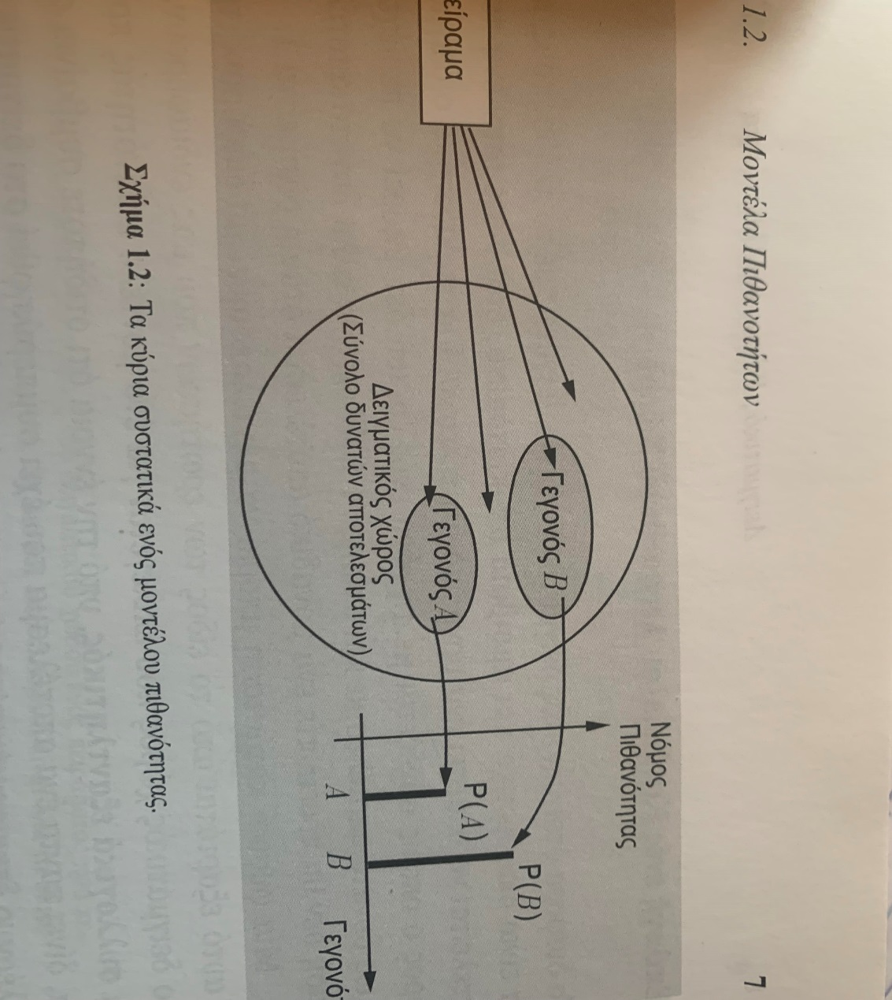 1.2. Μοντέλα Πιθανοτήτων
7
Νόμος
Πιθανότητας
είραμα
Γεγονός B
Γεγονός A
Δειγματικός χώρος
(Σύνολο δυνατών αποτελεσμάτων)
P(A)
P(B)
A
B
Γεγονότ
Σχήμα 1.2: Τα κύρια συστατικά ενός μοντέλου πιθανότητας.